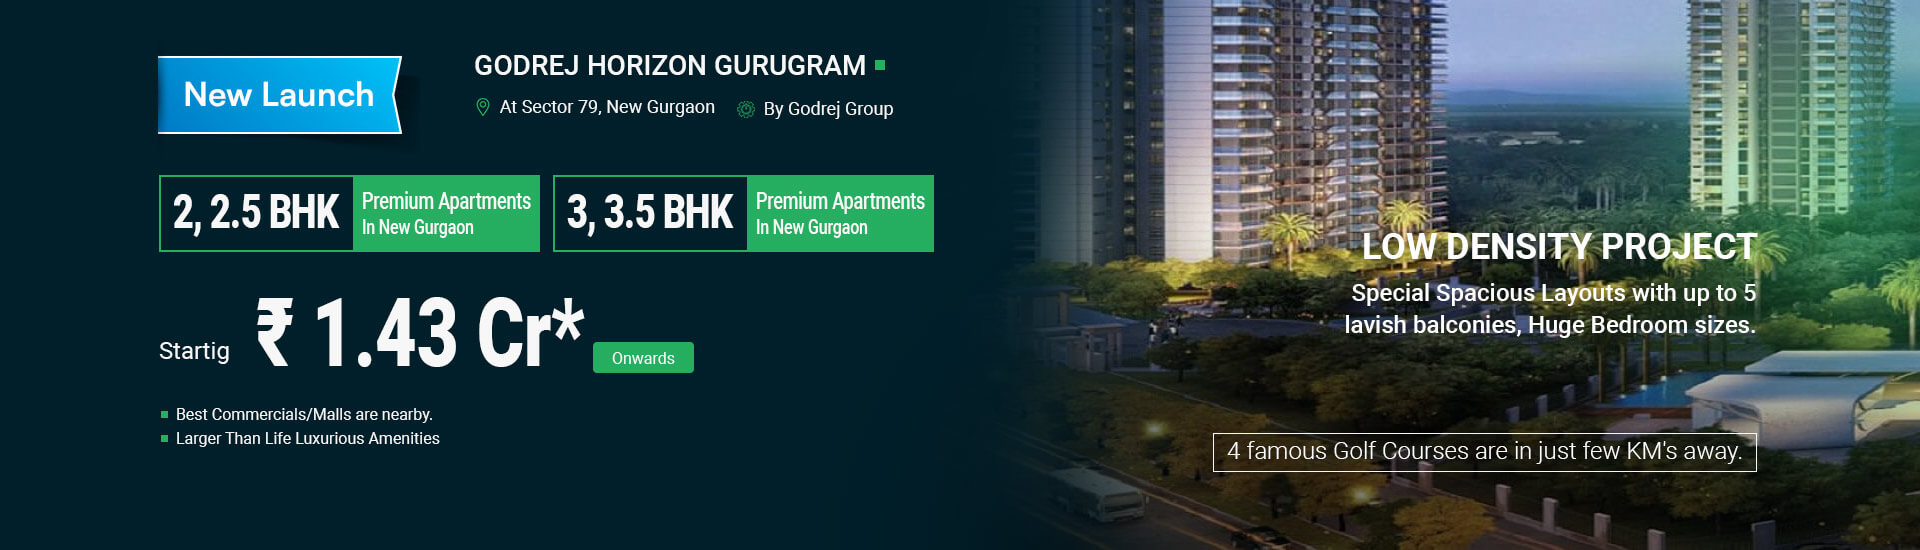 New Launch
GODREJ HORIZON GURUGRAM
At Sector 79, New Gurgaon
By Godrej Group
2, 2.5 BHK
Premium Apartments
In New Gurgaon
3, 3.5 BHK
Premium Apartments
In New Gurgaon
Startig ₹ 1.43 Cr* Onwards
Best Commercials/Malls are nearby.
Larger Than Life Luxurious Amenities
LOW DENSITY PROJECT
Special Spacious Layouts with up to 5
lavish balconies, Huge Bedroom sizes.
4 famous Golf Courses are in just few KM's away.